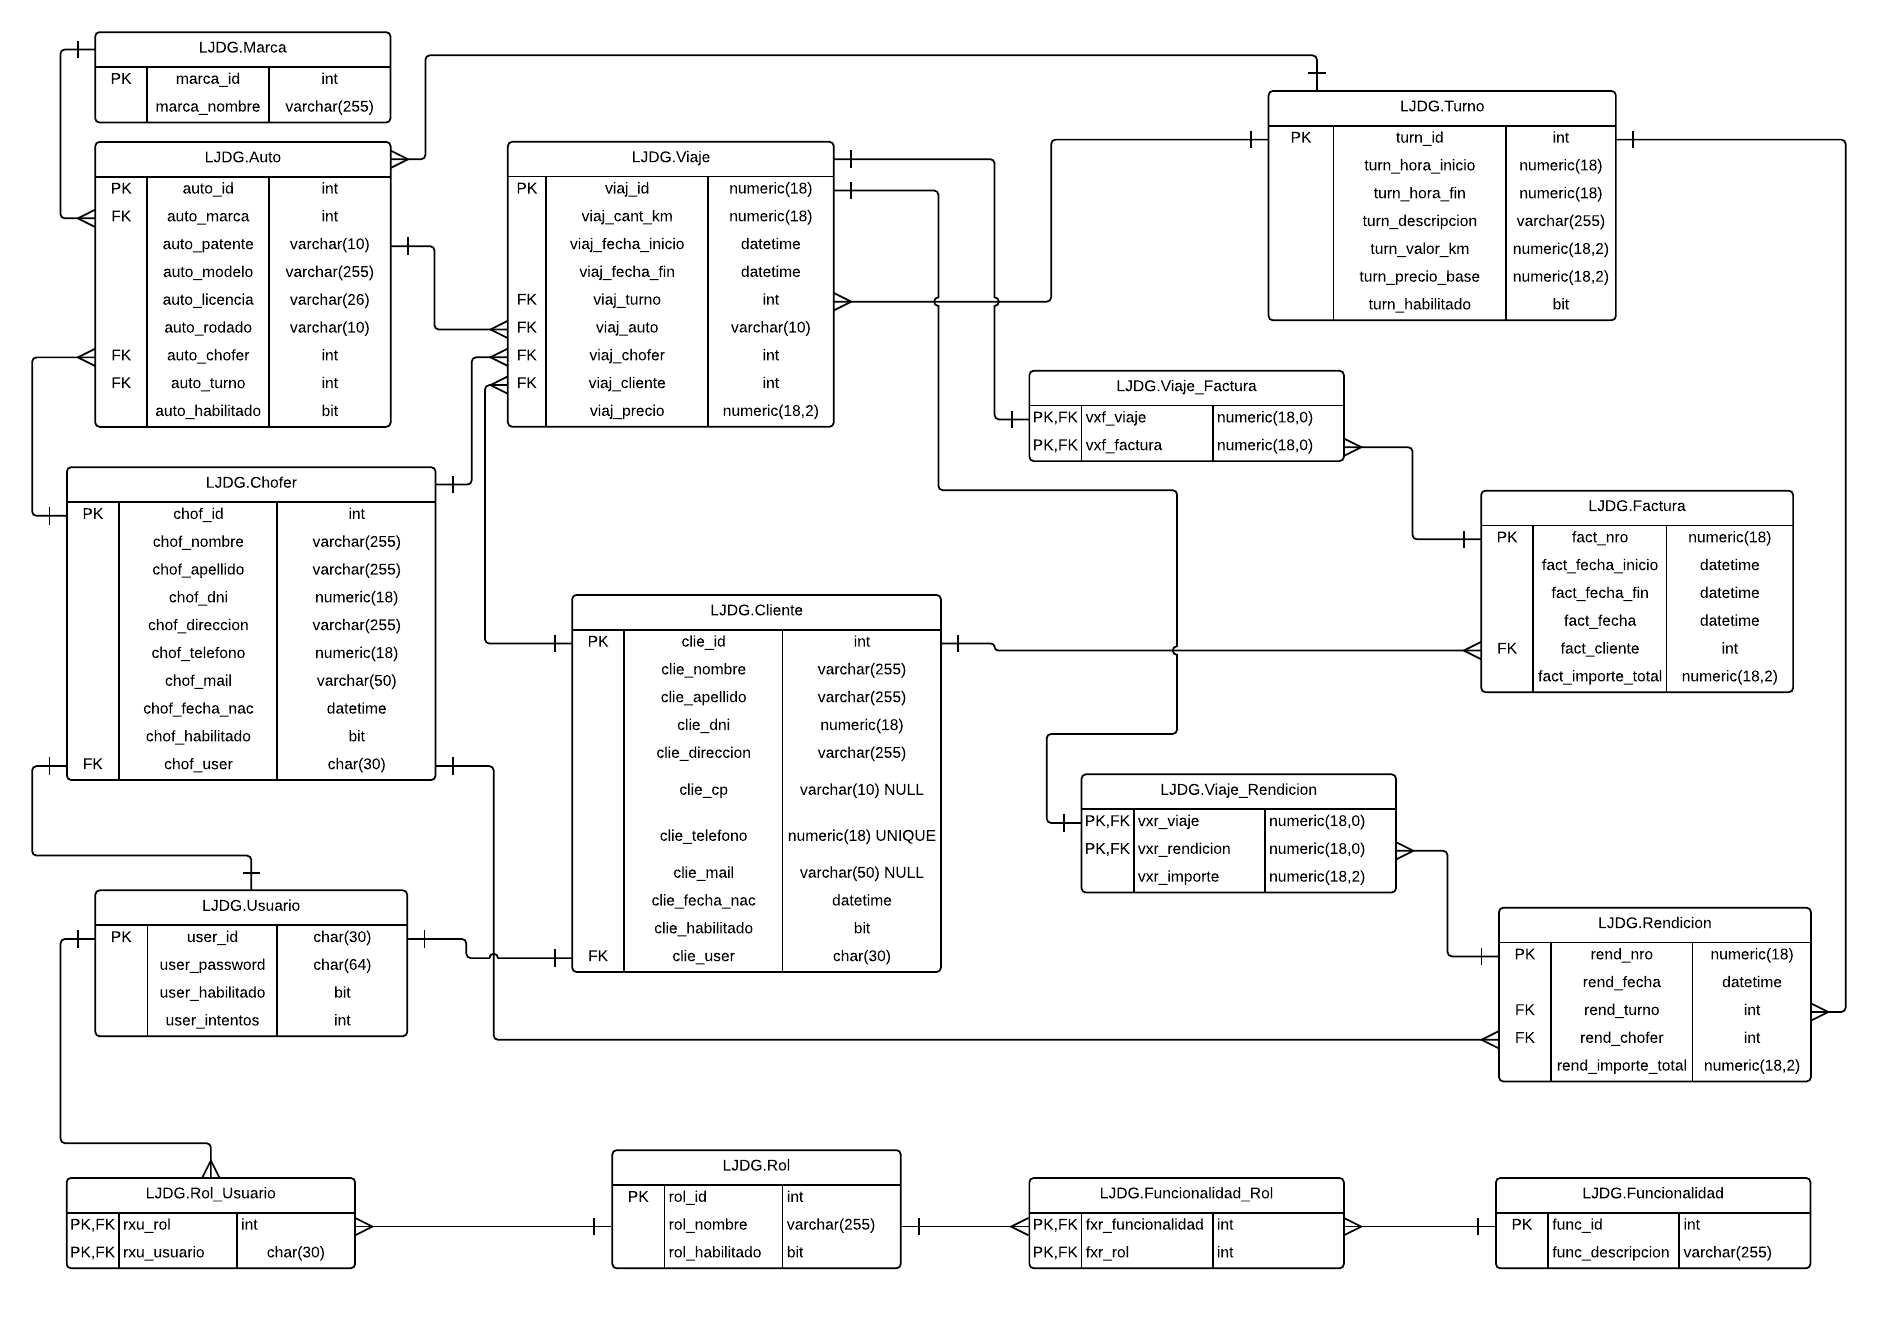 LJDG.Marca
PK marca_id int
marca_nombre varchar(255)
LJDG.Auto
PK auto_id int
FK auto_marca int
auto_patente varchar(10)
auto_modelo varchar(255)
auto_licencia varchar(26)
auto_rodado varchar(10)
FK auto_chofer int
FK auto_turno int
auto_habilitado bit
LJDG.Viaje
PK viaj_id numeric(18)
viaj_cant_km numeric(18)
viaj_fecha_inicio datetime
viaj_fecha_fin datetime
FK viaj_turno int
FK viaj_auto varchar(10)
FK viaj_chofer int
FK viaj_cliente int
viaj_precio numeric(18,2)
LJDG.Turno
PK turn_id int
turn_hora_inicio numeric(18)
turn_hora_fin numeric(18)
turn_descripcion varchar(255)
turn_valor_km numeric(18,2)
turn_precio_base numeric(18,2)
turn_habilitado bit
LJDG.Viaje_Factura
PK,FK vxf_viaje numeric(18,0)
PK,FK vxf_factura numeric(18,0)
LJDG.Chofer
PK chof_id int
chof_nombre varchar(255)
chof_apellido varchar(255)
chof_dni numeric(18)
chof_direccion varchar(255)
chof_telefono numeric(18)
chof_mail varchar(50)
chof_fecha_nac datetime
chof_habilitado bit
FK chof_user char(30)
LJDG.Factura
PK fact_nro numeric(18)
fact_fecha_inicio datetime
fact_fecha_fin datetime
fact_fecha datetime
FK fact_cliente int
fact_importe_total numeric(18,2)
LJDG.Cliente
PK clie_id int
clie_nombre varchar(255)
clie_apellido varchar(255)
clie_dni numeric(18)
clie_direccion varchar(255)
clie_cp varchar(10) NULL
clie_telefono numeric(18) UNIQUE
clie_mail varchar(50) NULL
clie_fecha_nac datetime
clie_habilitado bit
FK clie_user char(30)
LJDG.Viaje_Rendicion
PK,FK vxr_viaje numeric(18,0)
PK,FK vxr_rendicion numeric(18,0)
vxr_importe numeric(18,2)
LJDG.Usuario
PK user_id char(30)
user_password char(64)
user_habilitado bit
user_intentos int
LJDG.Rendicion
PK rend_nro numeric(18)
rend_fecha datetime
FK rend_turno int
FK rend_chofer int
rend_importe_total numeric(18,2)
LJDG.Rol_Usuario
PK,FK rxu_rol int
PK,FK rxu_usuario char(30)
LJDG.Rol
PK rol_id int
rol_nombre varchar(255)
rol_habilitado bit
LJDG.Funcionalidad_Rol
PK,FK fxr_funcionalidad int
PK,FK fxr_rol int
LJDG.Funcionalidad
PK func_id int
func_descripcion varchar(255)